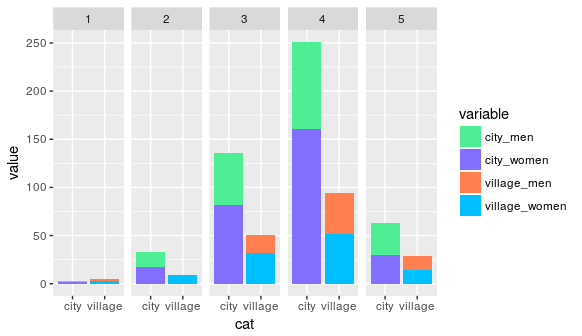 1 2 3 4 5
250
200
150
100
50
0
value
city village city village city village city village city village
cat
variable
city_men
city_women
village_men
village_women